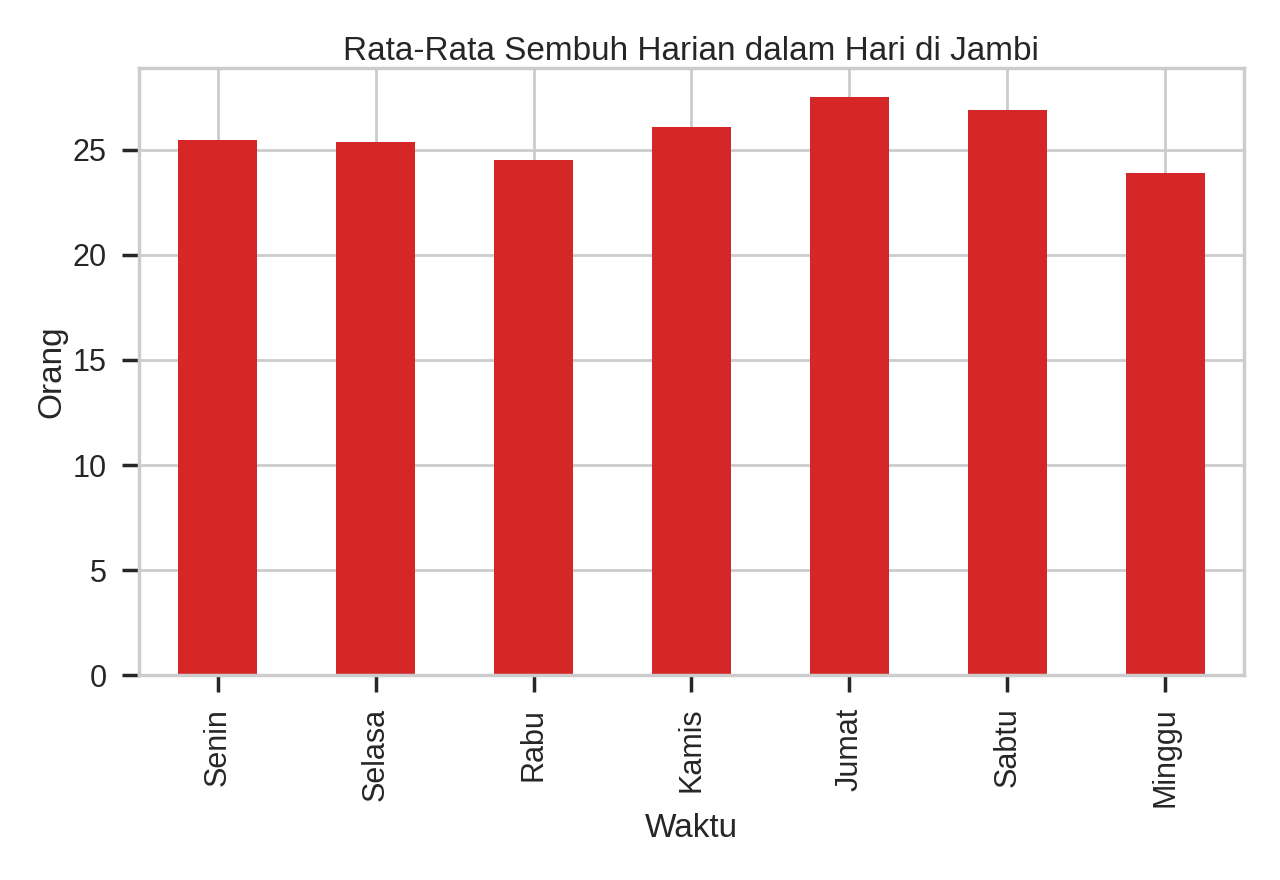 Rata-Rata Sembuh Harian dalam Hari di Jambi
Orang
25
20
15
10
5
0
Senin
Selasa
Rabu
Kamis
Jumat
Sabtu
Minggu
Waktu